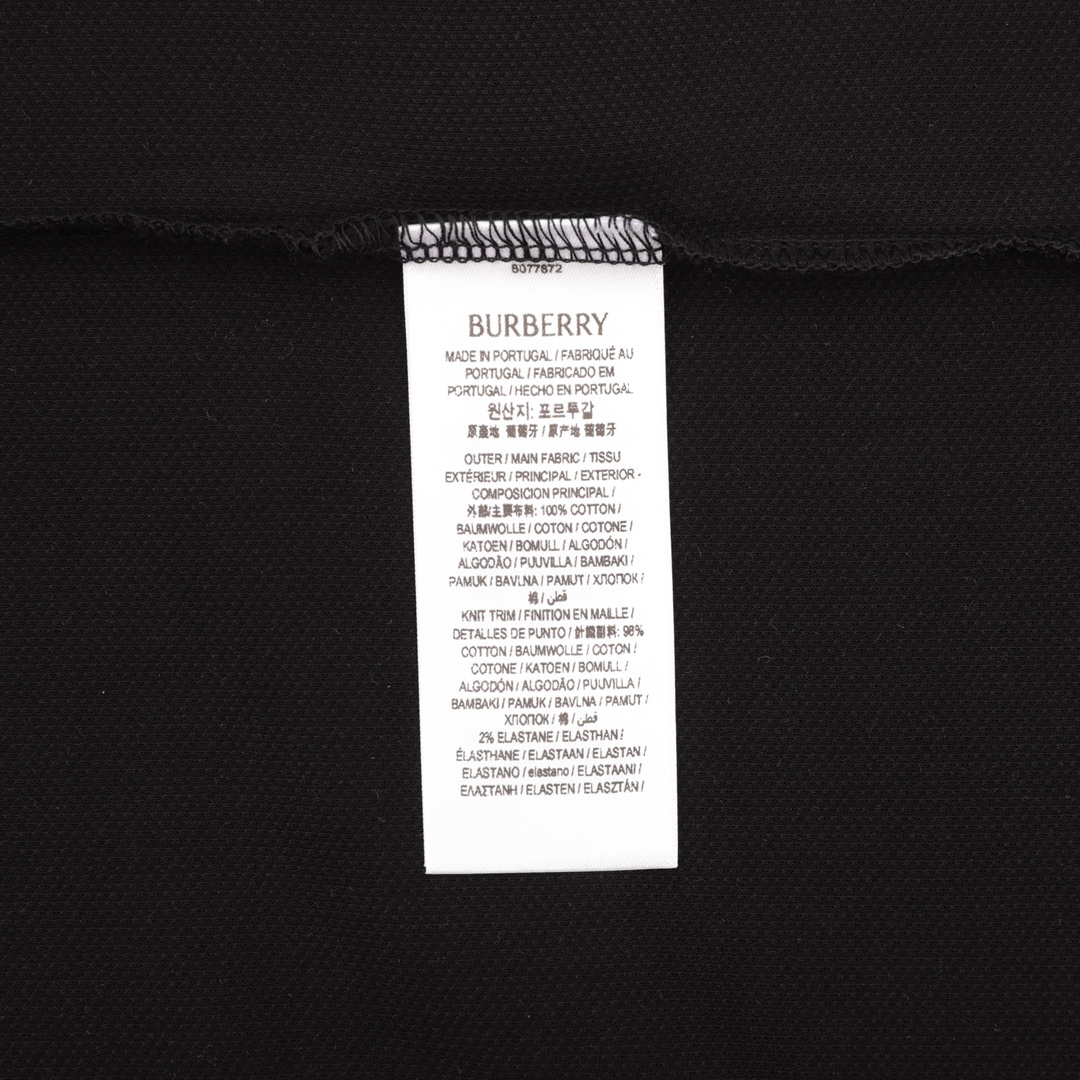 8077872
BURBERRY
MADE IN PORTUGAL / FABRIQUÉ AU
PORTUGAL / FABRICADO EM
PORTUGAL / HECHO EN PORTUGAL
원산지: 포르투갈
原產地 葡萄牙 / 原产地 葡萄牙
OUTER / MAIN FABRIC / TISSU
EXTÉRIEUR / PRINCIPAL / EXTERIOR -
COMPOSICION PRINCIPAL /
外部/主要布料: 100% COTTON /
BAUMWOLLE / COTON / COTONE /
KATOEN / BOMULL / ALGODÓN /
ALGODÃO / PUUVILLA / BAMBAKI /
PAMUK / BAVLNA / PAMUT / ХЛОПОК /
棉 / قطن
KNIT TRIM / FINITION EN MAILLE /
DETALLES DE PUNTO / 針織副料: 98%
COTTON / BAUMWOLLE / COTON /
COTONE / KATOEN / BOMULL /
ALGODÓN / ALGODÃO / PUUVILLA /
BAMBAKI / PAMUK / BAVLNA / PAMUT /
ХЛОПОК / 棉 / قطن
2% ELASTANE / ELASTHAN /
ÉLASTHANE / ELASTAAN / ELASTAN /
ELASTANO / elastano / ELASTAANI /
ΕΛΑΣΤΑΝΗ / ELASTEN / ELASZTÁN /